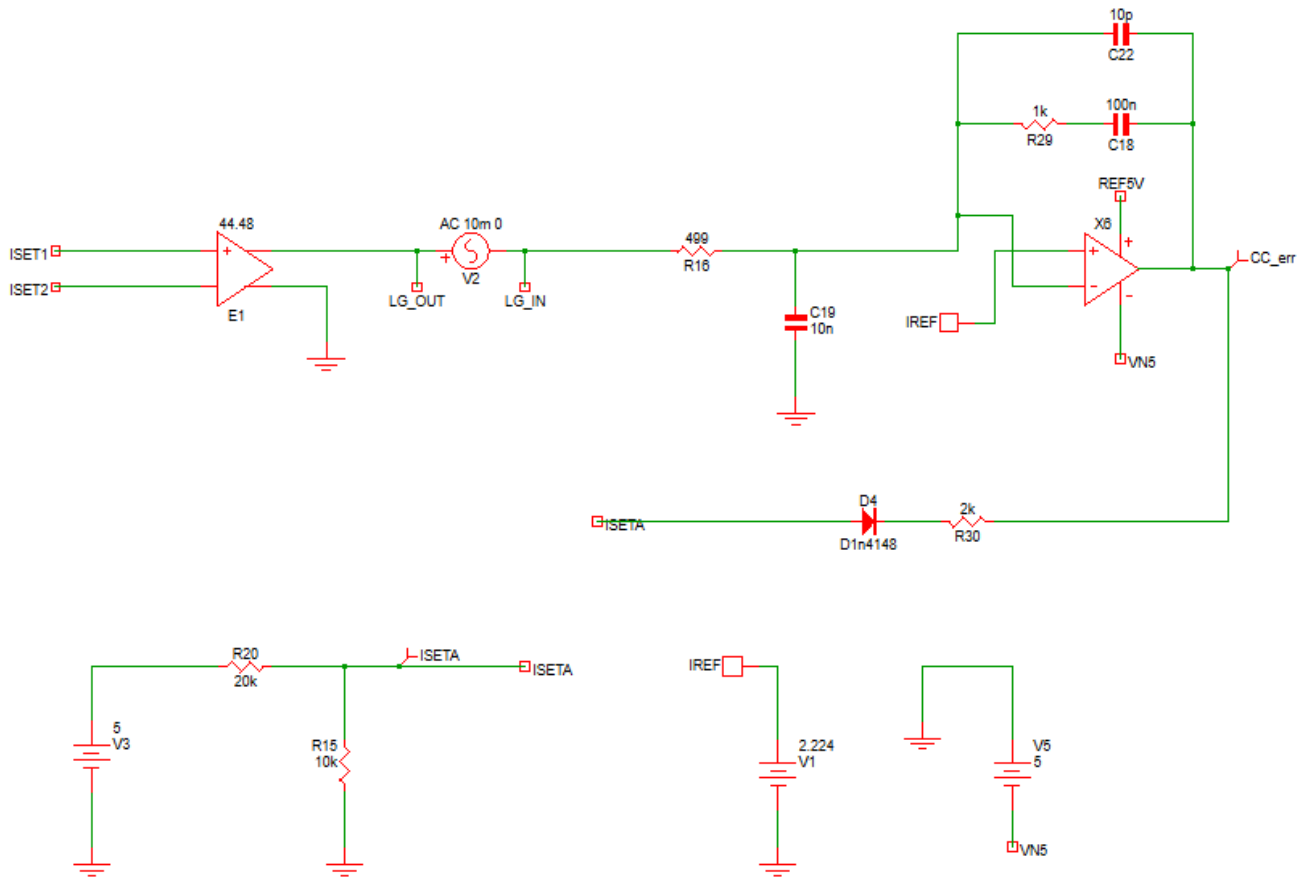 10p
C22
1k
100n
R29
C18
REF5V
X6
44.48
AC 10m 0
499
ISET1
+
+
V2
R16
+
+
CC_err
ISET2
LG_OUT
LG_IN
-
-
E1
C19
10n
IREF
VN5
D4
2k
ISETA
D1n4148
R30
R20
20k
ISETA
ISETA
IREF
5
V3
R15
10k
2.224
V1
V5
5
VN5